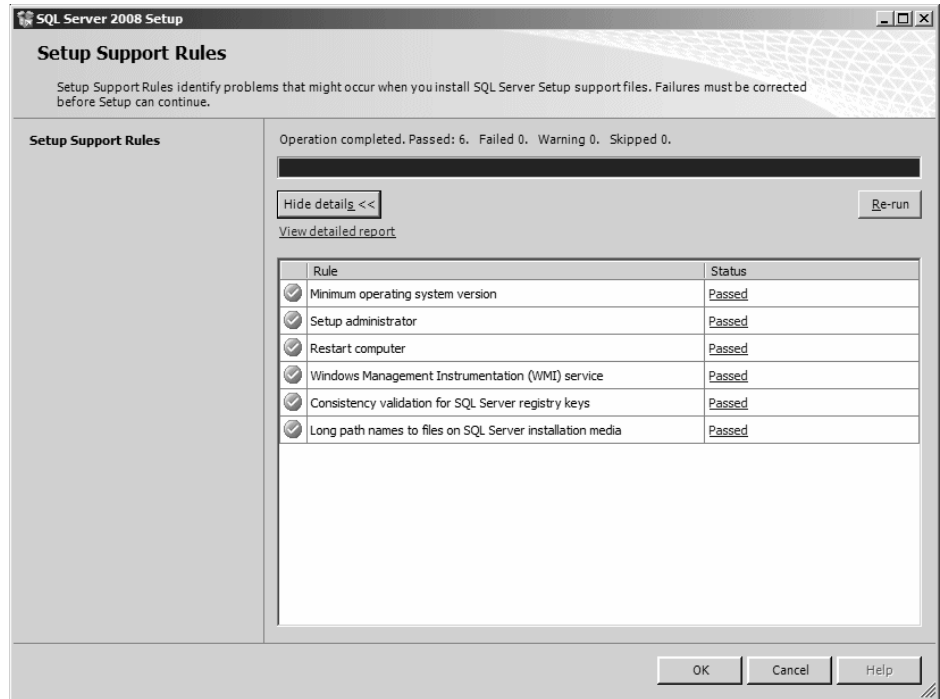 SQL Server 2008 Setup
Setup Support Rules
Setup Support Rules identify problems that might occur when you install SQL Server Setup support files. Failures must be corrected
before Setup can continue.
Setup Support Rules
Operation completed. Passed: 6. Failed 0. Warning 0. Skipped 0.
Hide details <<
Re-run
View detailed report
Rule Status
Minimum operating system version Passed
Setup administrator Passed
Restart computer Passed
Windows Management Instrumentation (WMI) service Passed
Consistency validation for SQL Server registry keys Passed
Long path names to files on SQL Server installation media Passed
OK Cancel Help